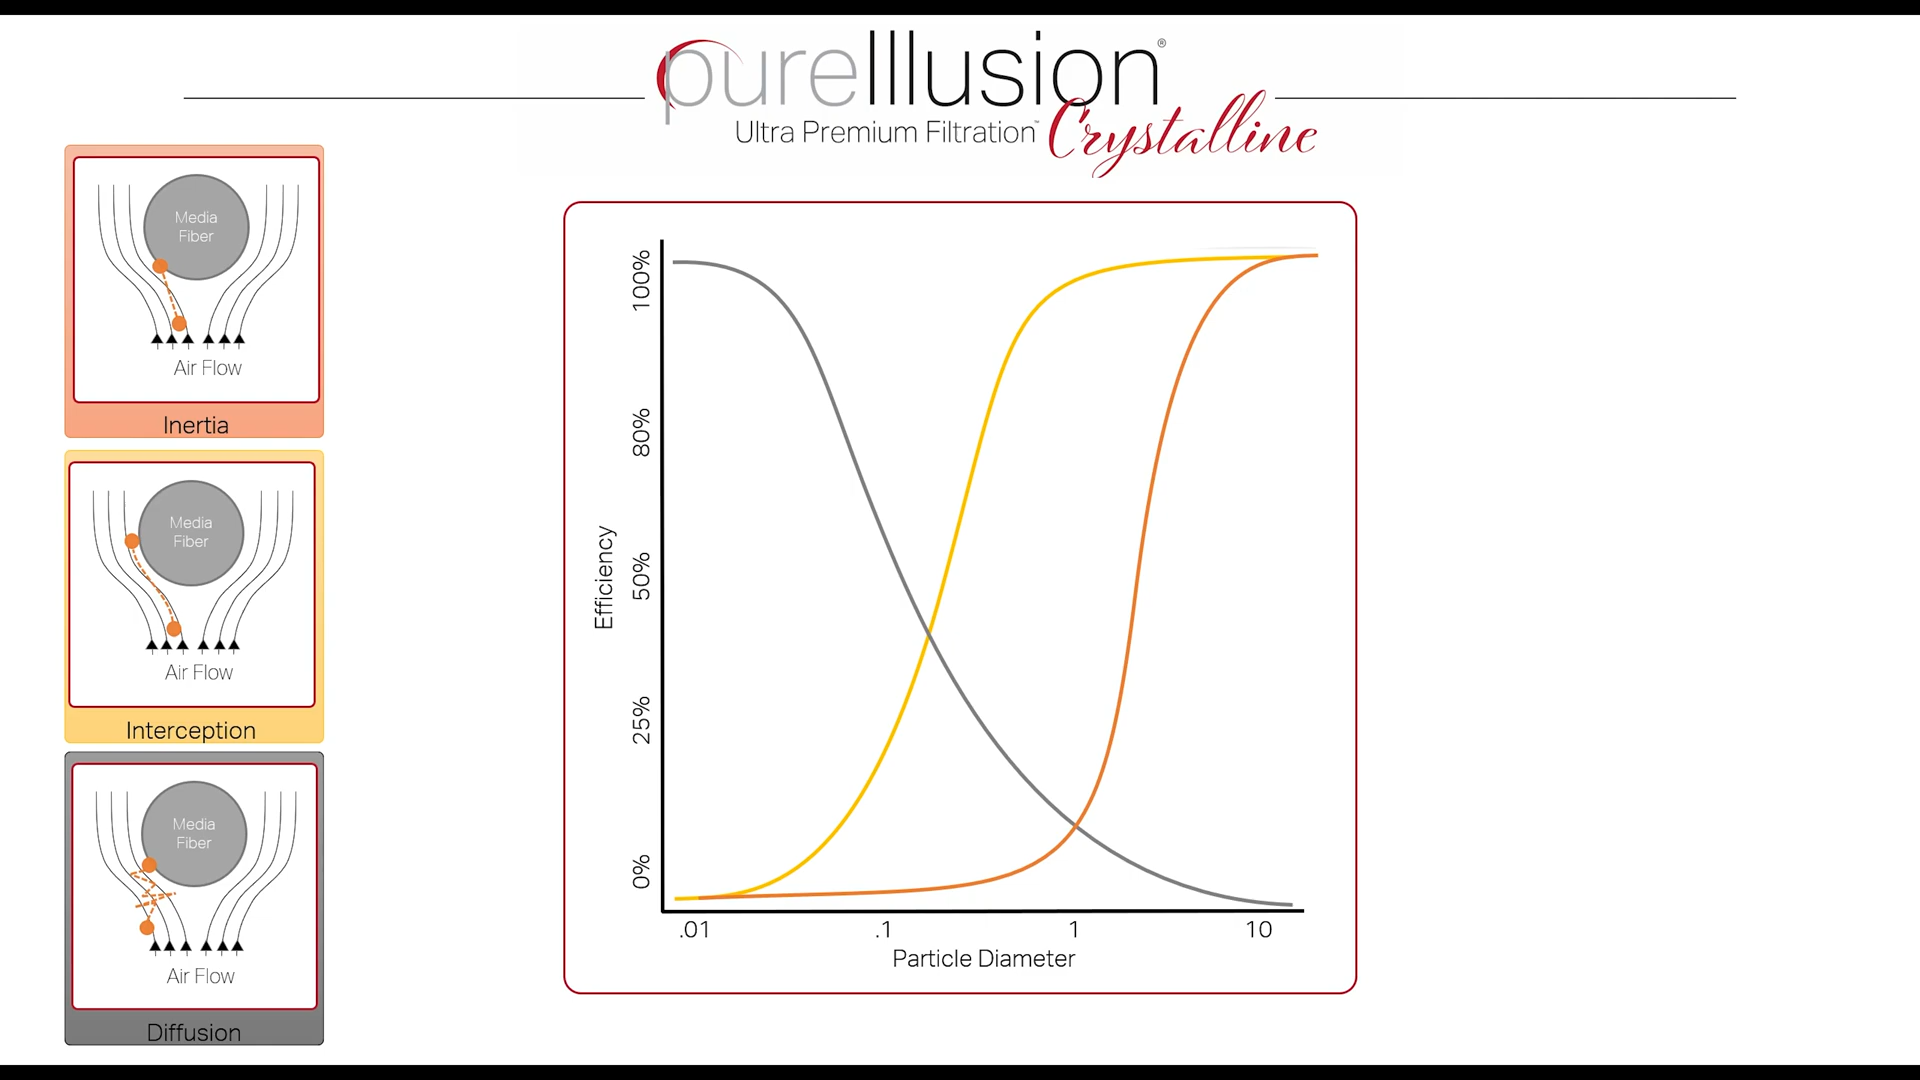 pureIllusion®
Ultra Premium Filtration™ Crystalline
Media
Fiber
Air Flow
Inertia
Media
Fiber
Air Flow
Interception
Media
Fiber
Air Flow
Diffusion
Efficiency
100%
80%
50%
25%
0%
.01 .1 1 10
Particle Diameter